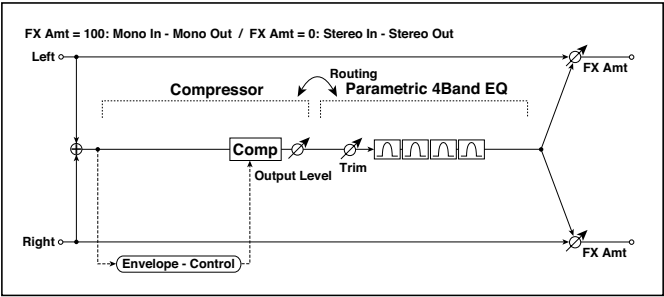 FX Amt = 100: Mono In - Mono Out / FX Amt = 0: Stereo In - Stereo Out
Left
FX Amt
Routing
Compressor
Parametric 4Band EQ
Comp
Output Level
Trim
Right
FX Amt
Envelope - Control